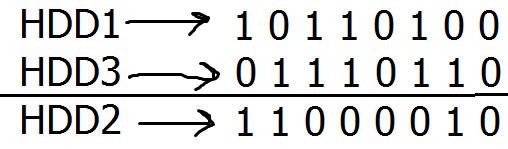 HDD1 → 1 0 1 1 0 1 0 0
HDD3 → 0 1 1 1 0 1 1 0
HDD2 → 1 1 0 0 0 0 1 0